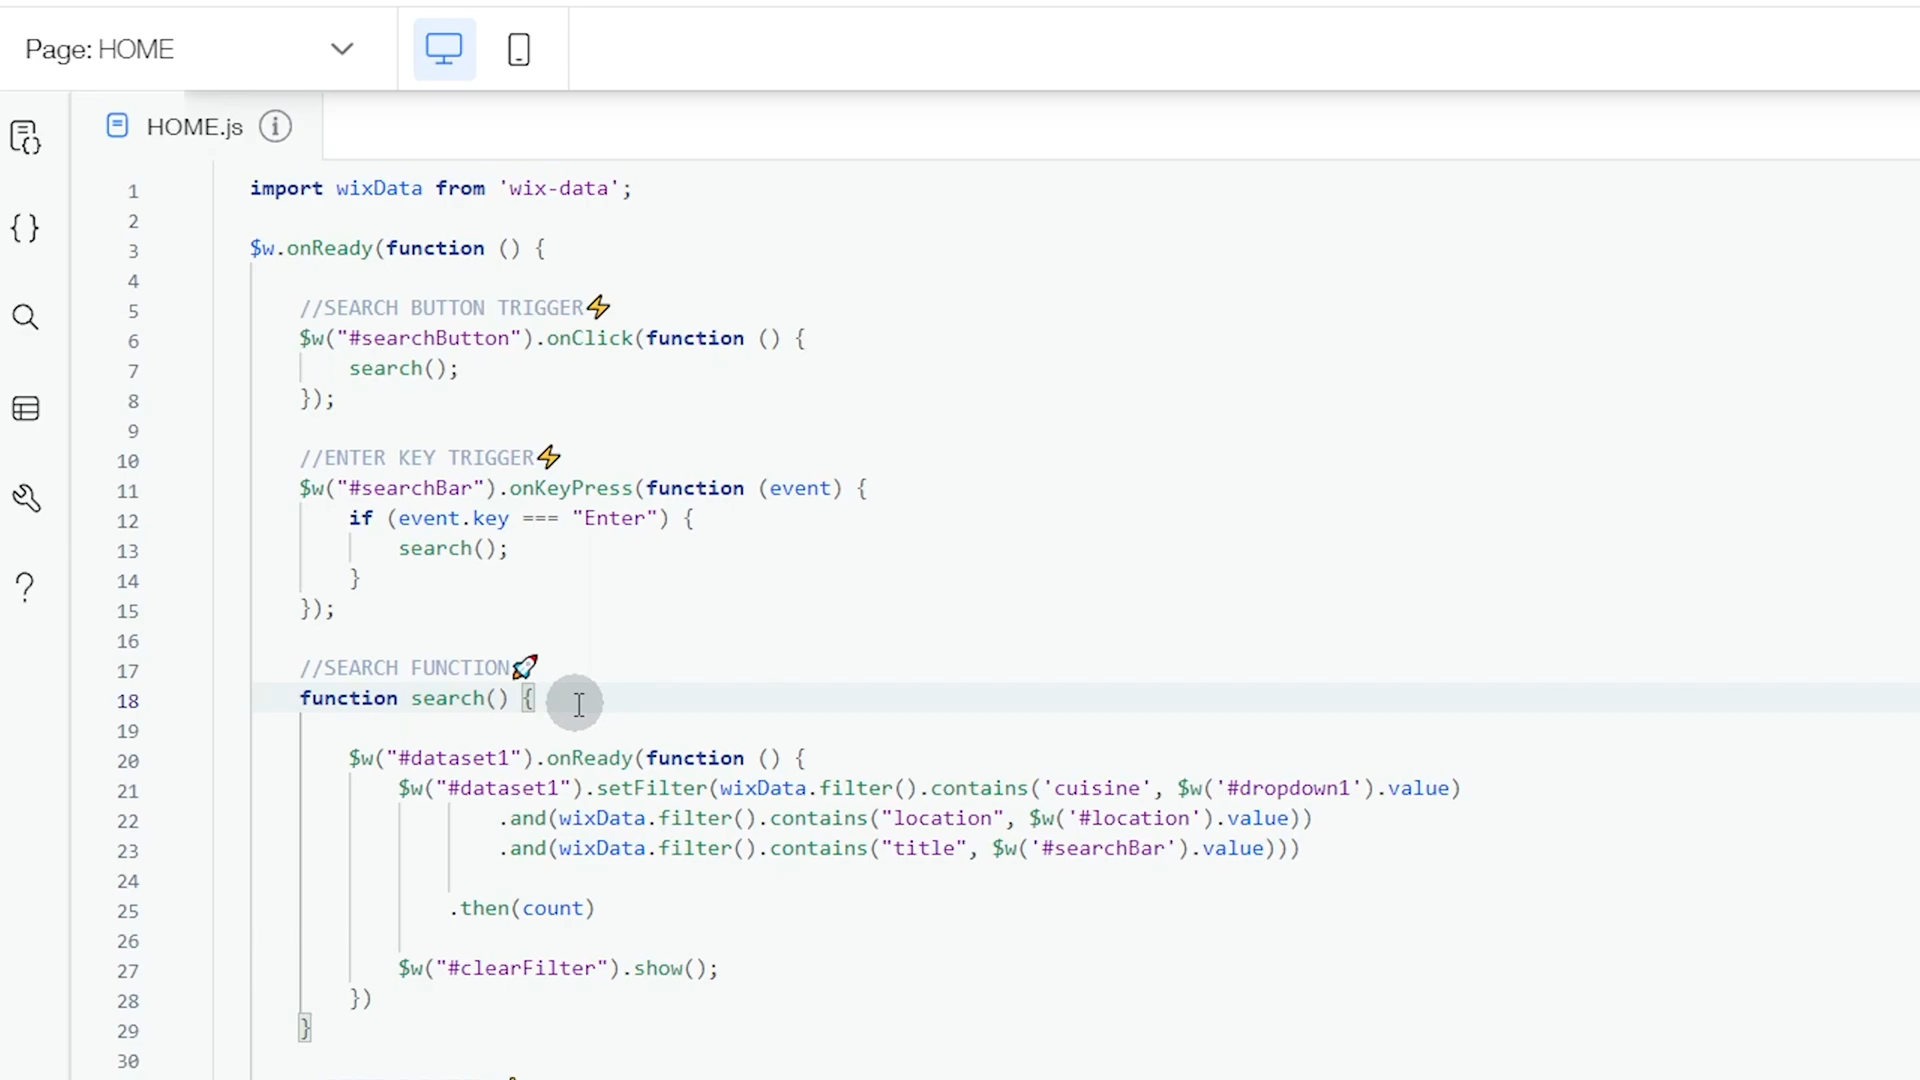 Page: HOME
HOME.js
1 import wixData from 'wix-data';
2
3 $w.onReady(function () {
4
5 //SEARCH BUTTON TRIGGER⚡
6 $w("#searchButton").onClick(function () {
7 search();
8 });
9
10 //ENTER KEY TRIGGER⚡
11 $w("#searchBar").onKeyPress(function (event) {
12 if (event.key === "Enter") {
13 search();
14 }
15 });
16
17 //SEARCH FUNCTION🚀
18 function search() {
19
20 $w("#dataset1").onReady(function () {
21 $w("#dataset1").setFilter(wixData.filter().contains('cuisine', $w('#dropdown1').value)
22 .and(wixData.filter().contains("location", $w('#location').value))
23 .and(wixData.filter().contains("title", $w('#searchBar').value)))
24
25 .then(count)
26
27 $w("#clearFilter").show();
28 })
29 }
30